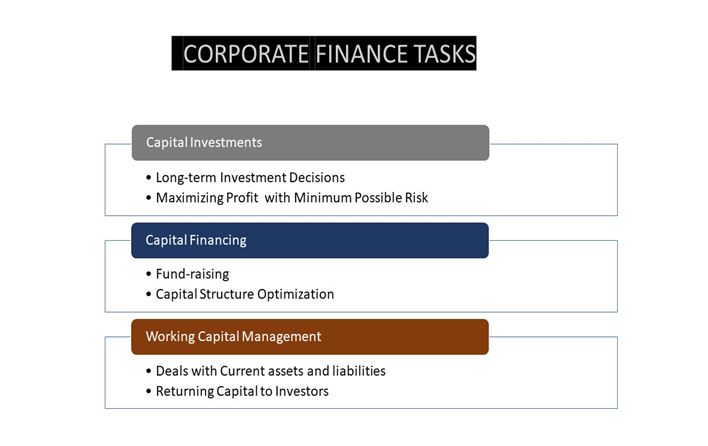 CORPORATE FINANCE TASKS
Capital Investments
• Long-term Investment Decisions
• Maximizing Profit with Minimum Possible Risk
Capital Financing
• Fund-raising
• Capital Structure Optimization
Working Capital Management
• Deals with Current assets and liabilities
• Returning Capital to Investors